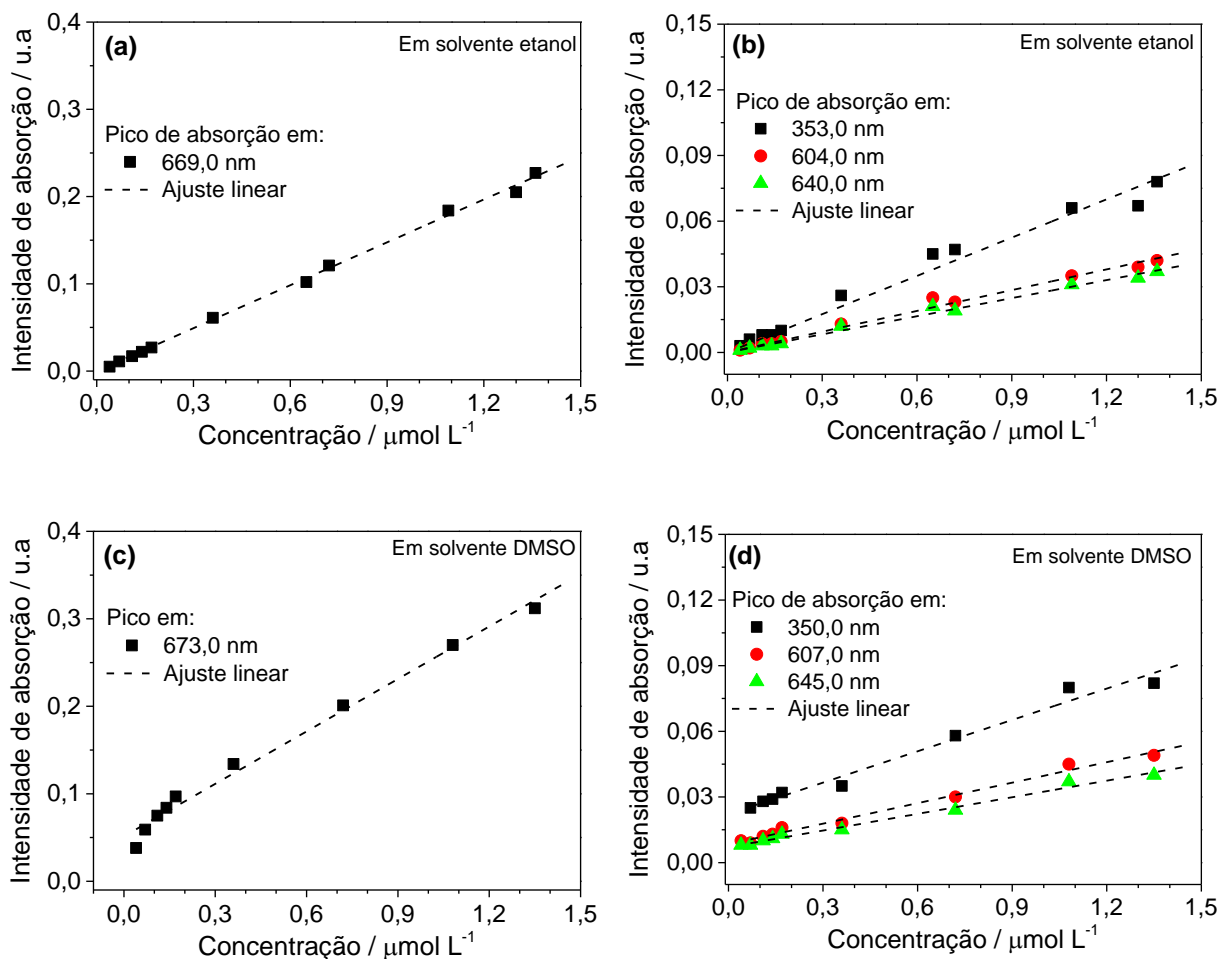 (a)
Em solvente etanol
Pico de absorção em:
669,0 nm
Ajuste linear
Intensidade de absorção / u.a
0,4
0,3
0,2
0,1
0,0
0,0 0,3 0,6 0,9 1,2 1,5
Concentração / μmol L⁻¹
(b)
Em solvente etanol
Pico de absorção em:
353,0 nm
604,0 nm
640,0 nm
Ajuste linear
Intensidade de absorção / u.a
0,15
0,12
0,09
0,06
0,03
0,00
0,0 0,3 0,6 0,9 1,2 1,5
Concentração / μmol L⁻¹
(c)
Em solvente DMSO
Pico em:
673,0 nm
Ajuste linear
Intensidade de absorção / u.a
0,4
0,3
0,2
0,1
0,0
0,0 0,3 0,6 0,9 1,2 1,5
Concentração / μmol L⁻¹
(d)
Em solvente DMSO
Pico de absorção em:
350,0 nm
607,0 nm
645,0 nm
Ajuste linear
Intensidade de absorção / u.a
0,15
0,12
0,09
0,06
0,03
0,00
0,0 0,3 0,6 0,9 1,2 1,5
Concentração / μmol L⁻¹